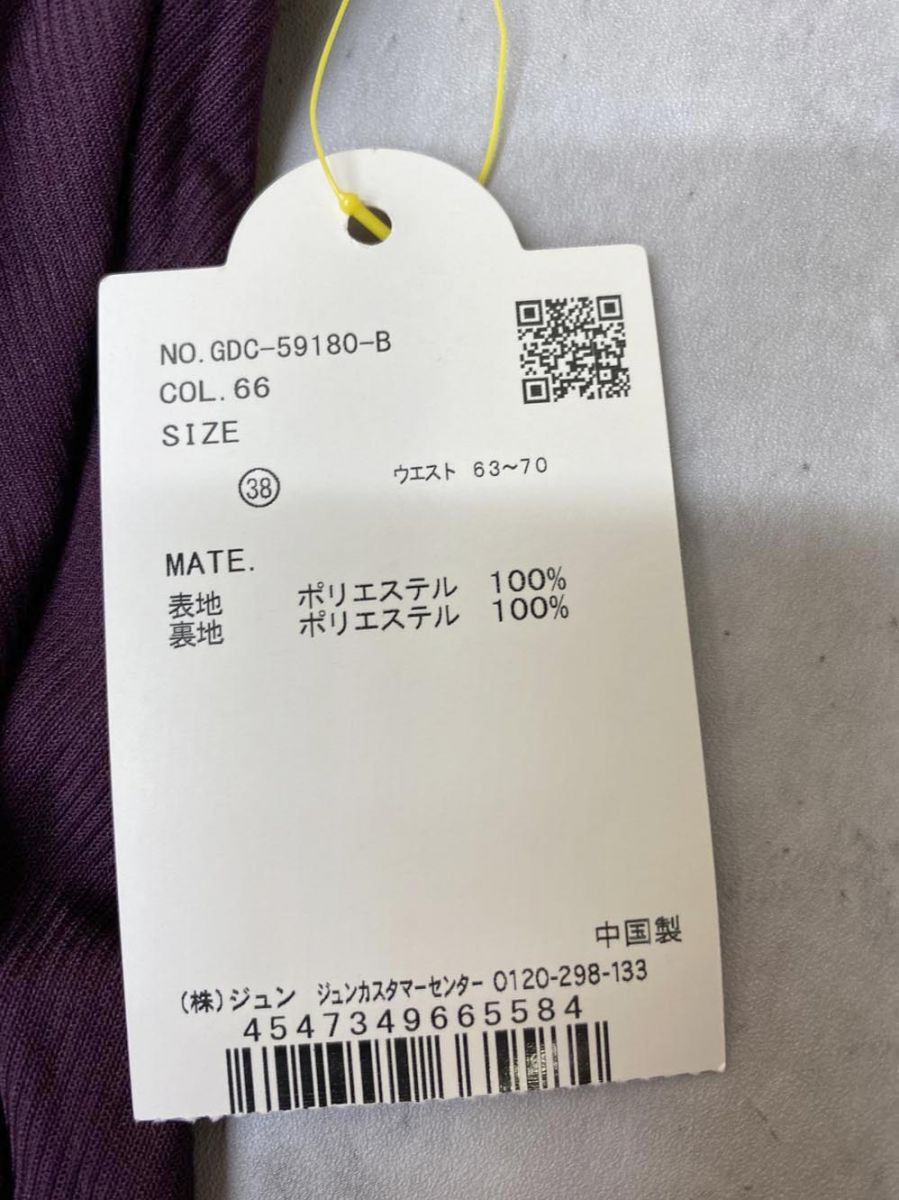 NO.GDC-59180-B
COL.66
SIZE
38 ウエスト 63~70
MATE.
表地 ポリエステル 100%
裏地 ポリエステル 100%
中国製
(株)ジュン ジュンカスタマーセンター 0120-298-133
4547349665584